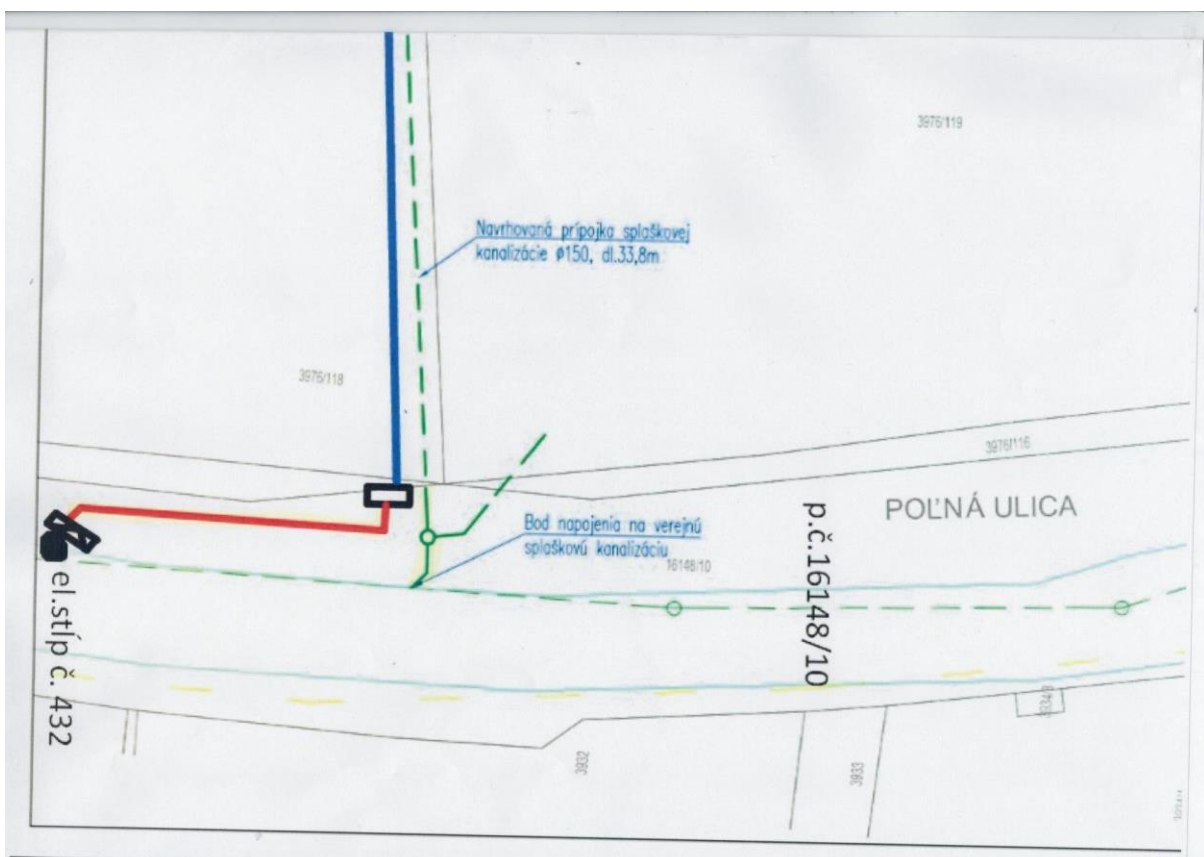 3976/119
Navrhovaná prípojka splaškovej
kanalizácie ø150, dl.33,8m
3976/118
3976/116
POĽNÁ ULICA
Bod napojenia na verejnú
splaškovú kanalizáciu
16148/10
p.č.16148/10
el.stĺp č. 432
3932
3933